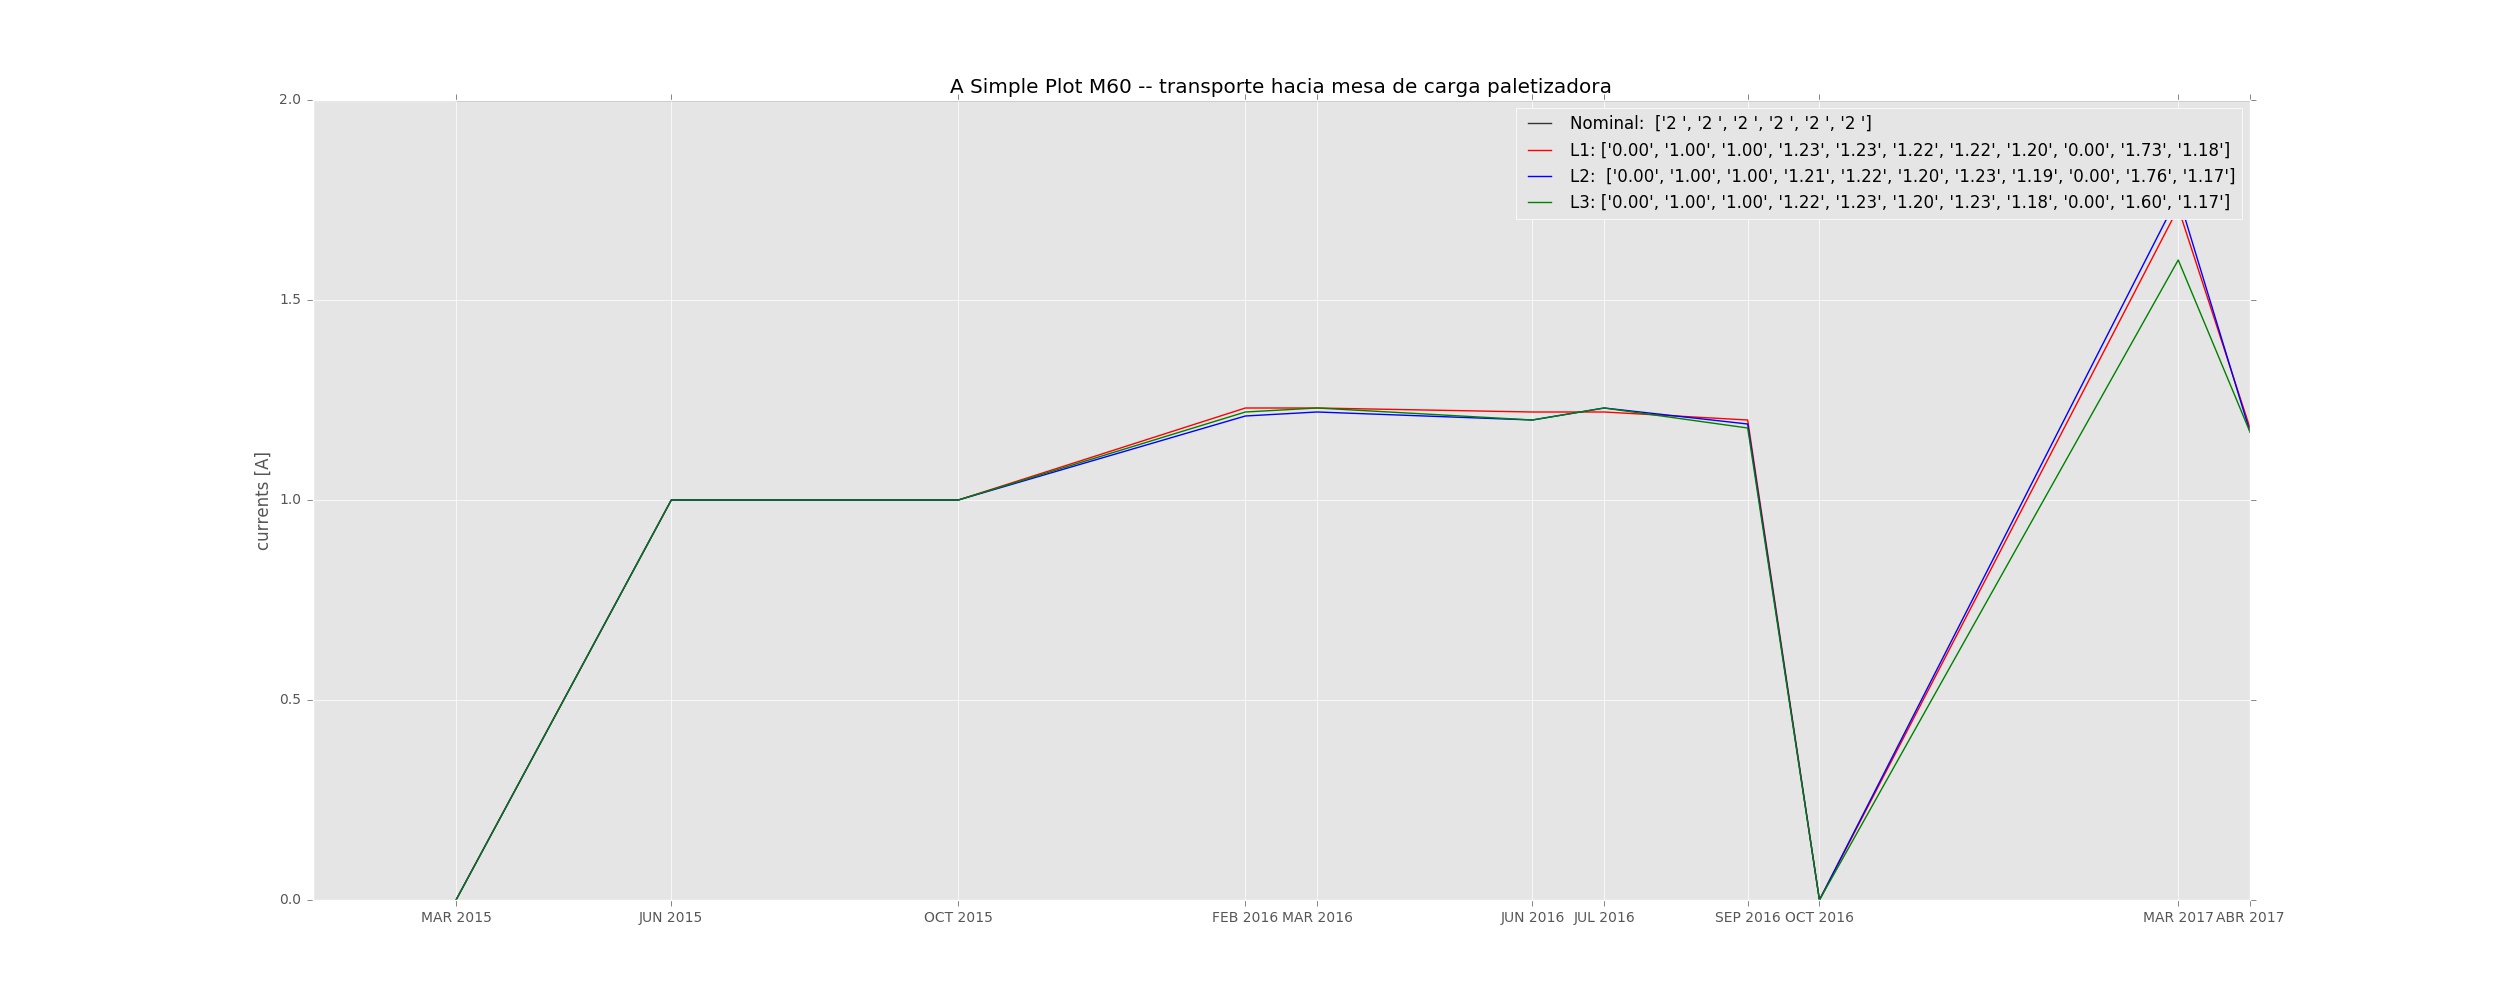 A Simple Plot M60 -- transporte hacia mesa de carga paletizadora
Nominal:  ['2 ', '2 ', '2 ', '2 ', '2 ', '2 ']
L1: ['0.00', '1.00', '1.00', '1.23', '1.23', '1.22', '1.22', '1.20', '0.00', '1.73', '1.18']
L2:  ['0.00', '1.00', '1.00', '1.21', '1.22', '1.20', '1.23', '1.19', '0.00', '1.76', '1.17']
L3: ['0.00', '1.00', '1.00', '1.22', '1.23', '1.20', '1.23', '1.18', '0.00', '1.60', '1.17']
2.0
1.5
1.0
0.5
0.0
currents [A]
MAR 2015 JUN 2015 OCT 2015 FEB 2016 MAR 2016 JUN 2016 JUL 2016 SEP 2016 OCT 2016 MAR 2017 ABR 2017